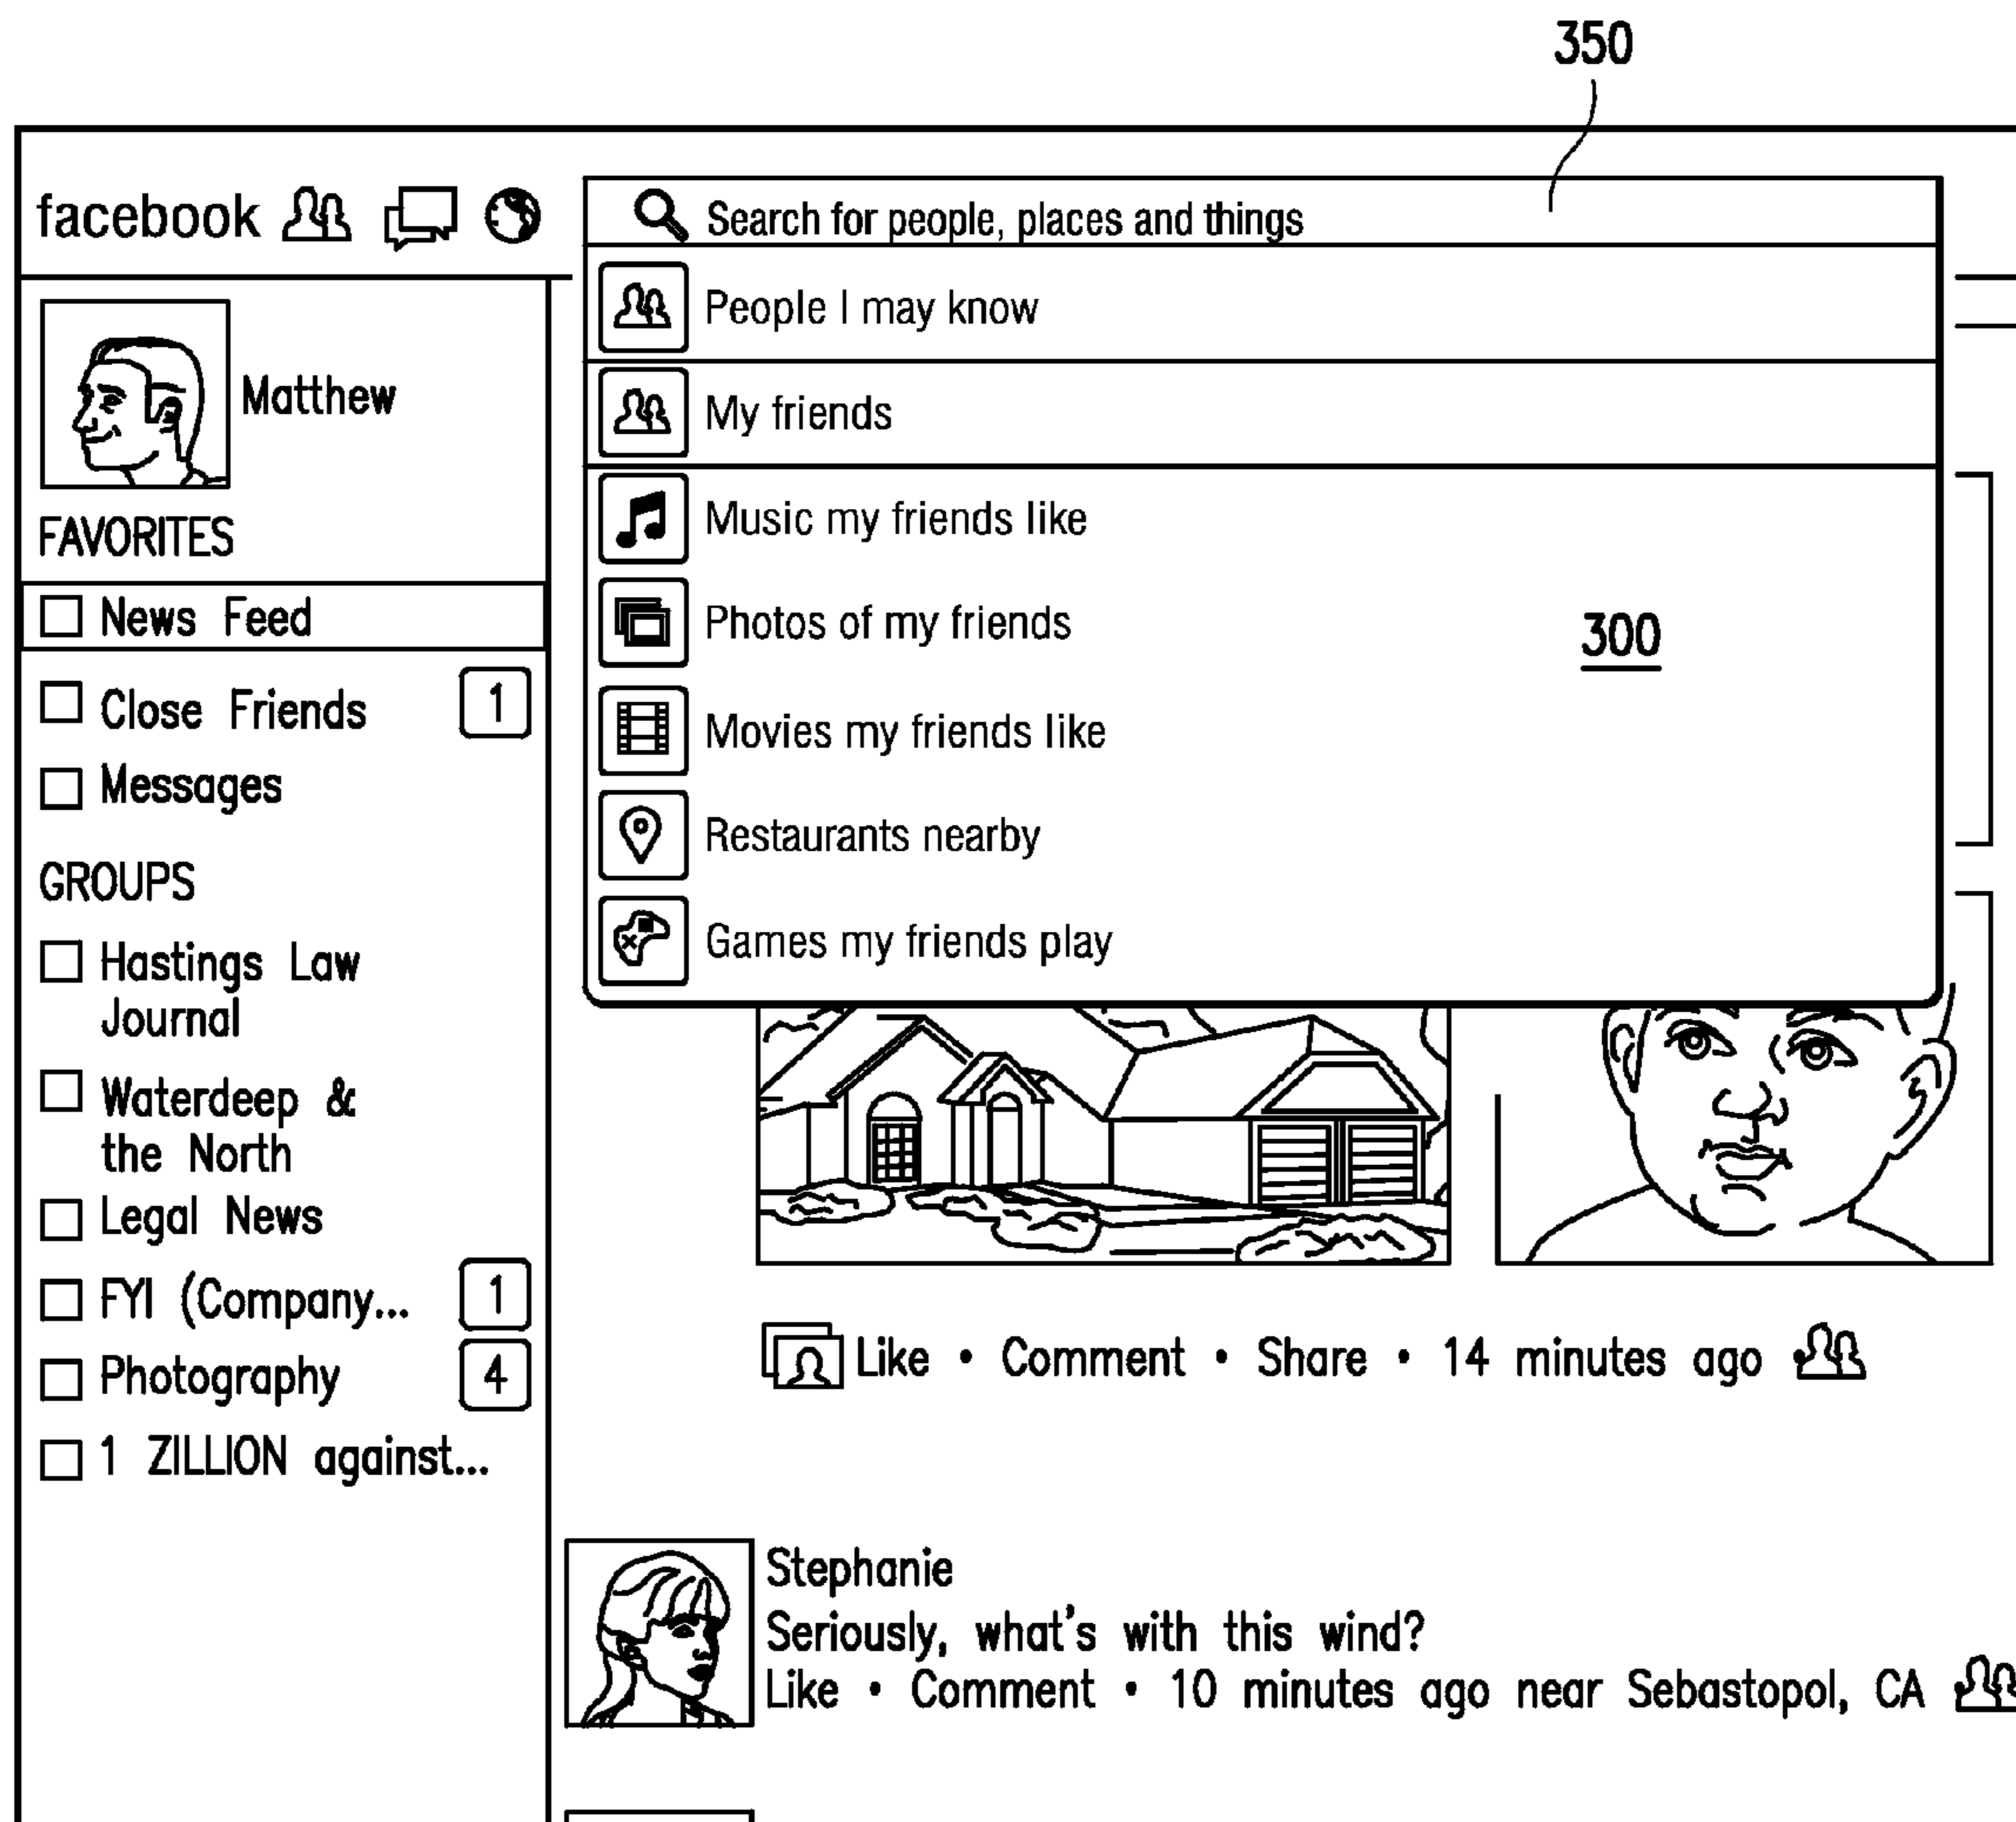 350
facebook
Search for people, places and things
People I may know
My friends
Music my friends like
Photos of my friends
300
Movies my friends like
Restaurants nearby
Games my friends play
Matthew
FAVORITES
News Feed
Close Friends 1
Messages
GROUPS
Hastings Law
Journal
Waterdeep &
the North
Legal News
FYI (Company... 1
Photography 4
1 ZILLION against...
Like • Comment • Share • 14 minutes ago
Stephanie
Seriously, what's with this wind?
Like • Comment • 10 minutes ago near Sebastopol, CA